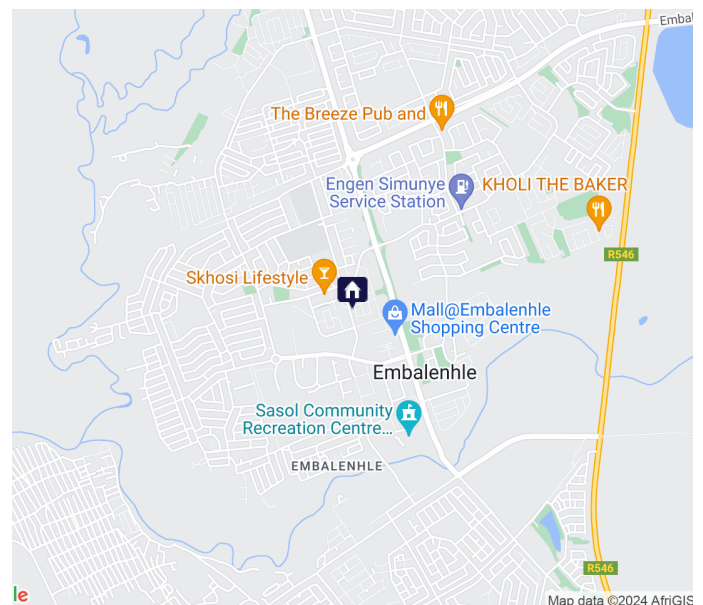 Embal
The Breeze Pub and
Engen Simunye
Service Station
KHOLI THE BAKER
R546
Skhosi Lifestyle
Mall@Embalenhle
Shopping Centre
Embalenhle
Sasol Community
Recreation Centre...
EMBALENHLE
R546
le
Map data ©2024 AfriGIS